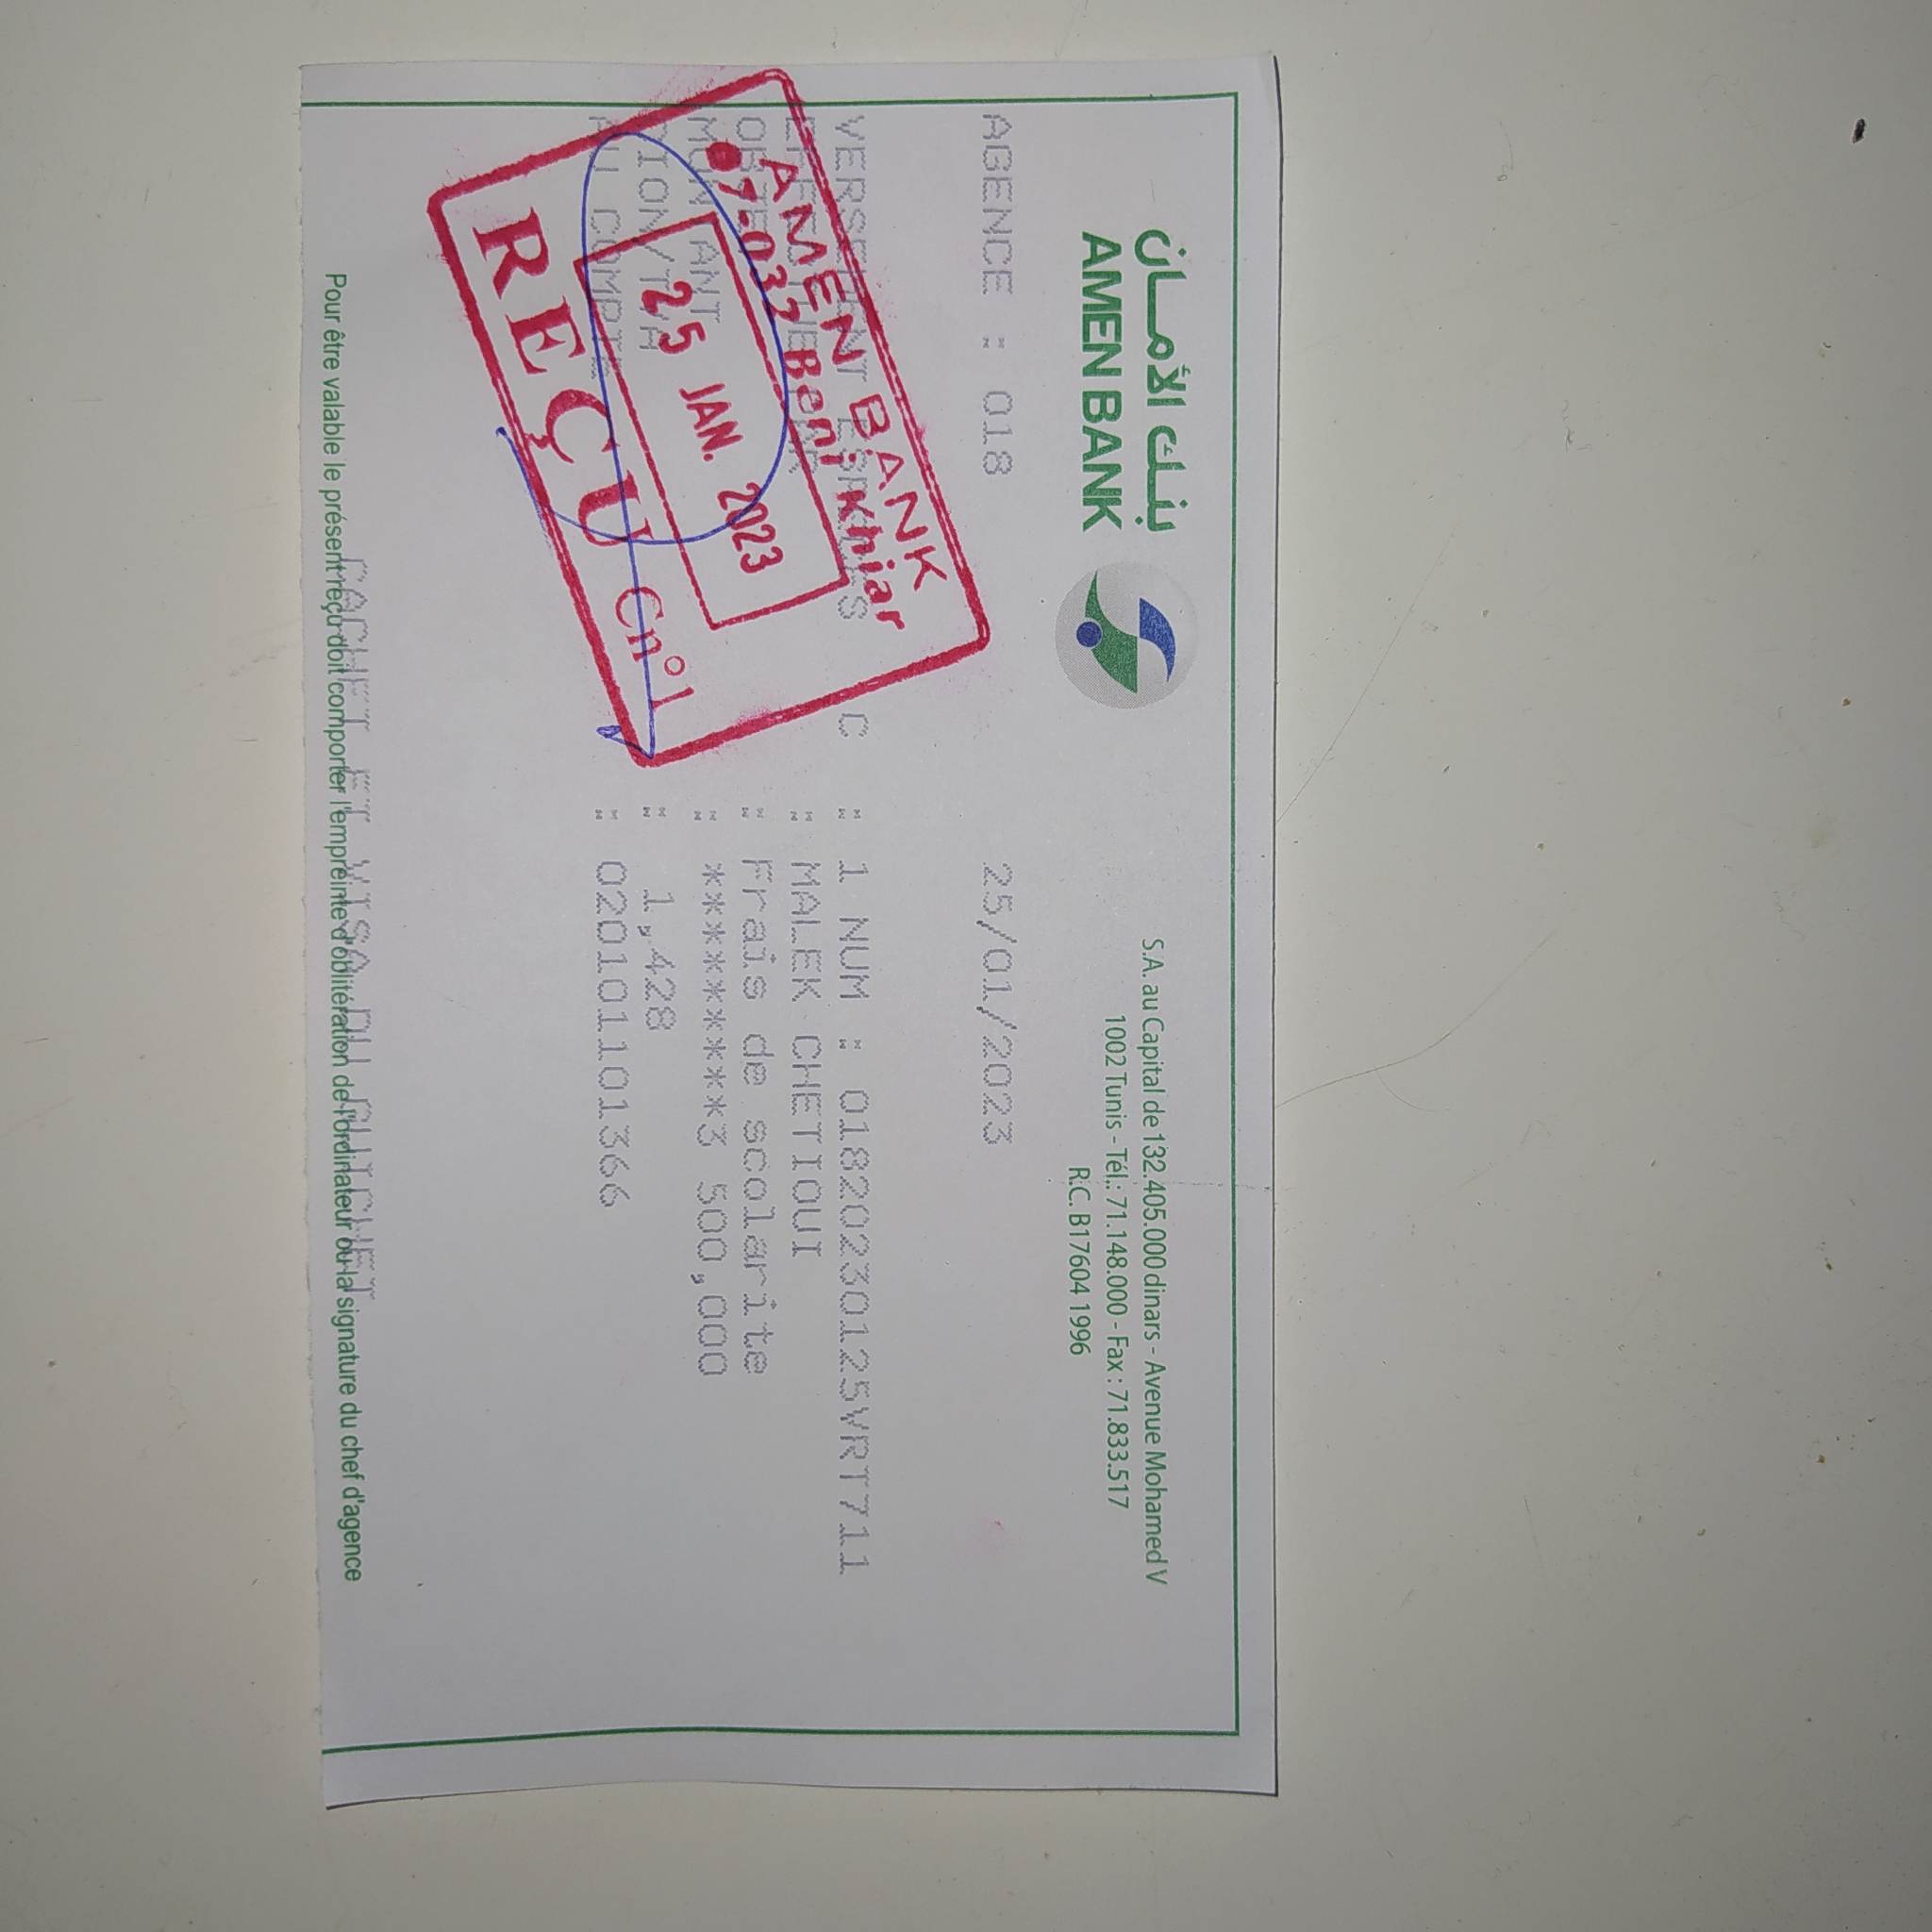 بنك الأمان
AMEN BANK
S.A. au Capital de 132.405.000 dinars - Avenue Mohamed V
1002 Tunis - Tél.: 71.148.000 - Fax : 71.833.517
R.C. B17604 1996
AGENCE : 018 25/01/2023
VERSEMENT ESPECES C : 1 NUM : 01820230125VRT711
EFFECTUE PAR : MALEK CHETIOUI
OBJET : Frais de scolarite
MONTANT : *********3 500,000
/TVA : 1,428
AU COMPTE : 020101101366
AMEN BANK
7-037 Beni Khiar
25 JAN. 2023
REÇU Cn°1
CACHET ET VISA DU GUICHET
Pour être valable le présent reçu doit comporter l'empreinte d'oblitération de l'ordinateur ou la signature du chef d'agence